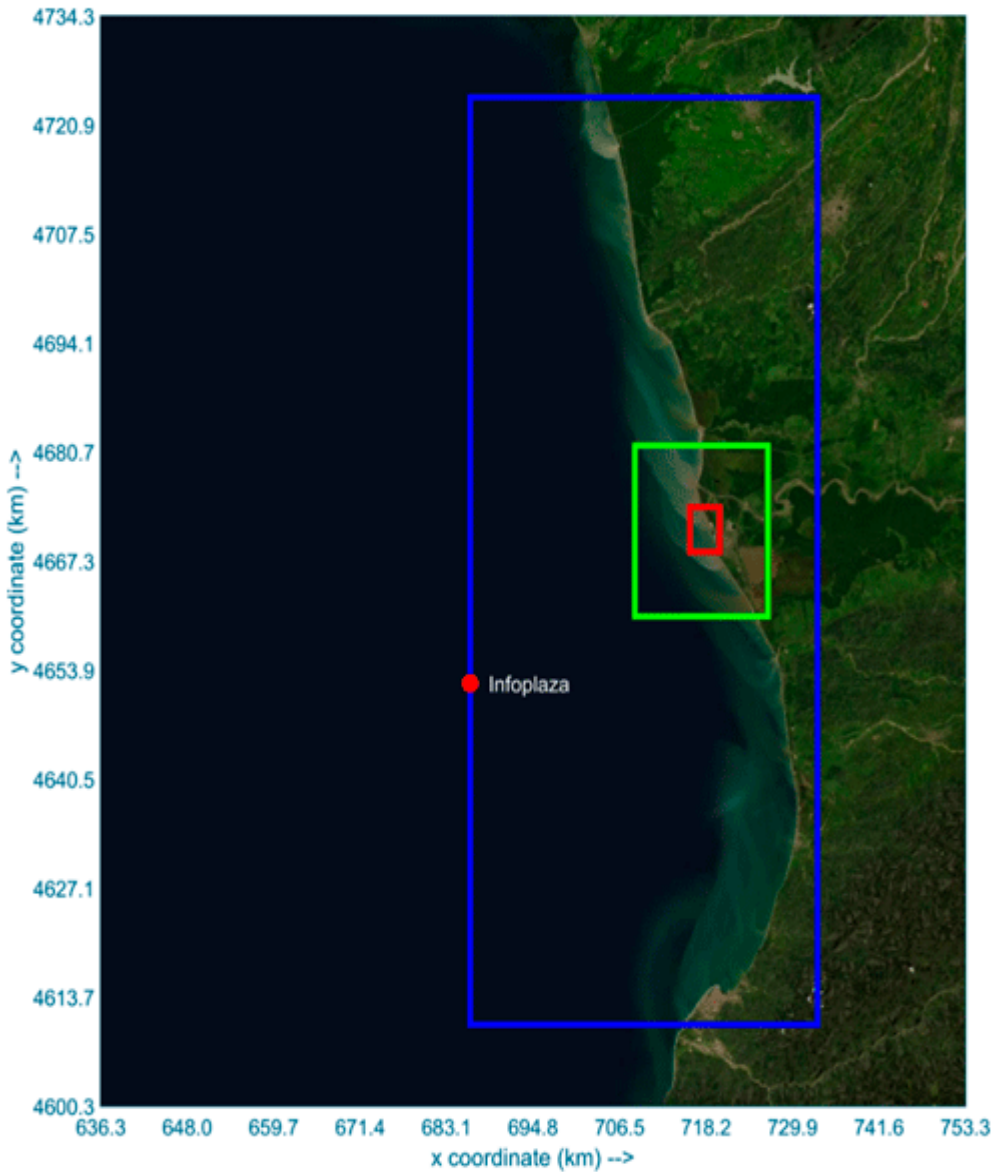 4734.3
4720.9
4707.5
4694.1
4680.7
4667.3
4653.9
4640.5
4627.1
4613.7
4600.3
y coordinate (km) -->
Infoplaza
636.3 648.0 659.7 671.4 683.1 694.8 706.5 718.2 729.9 741.6 753.3
x coordinate (km) -->